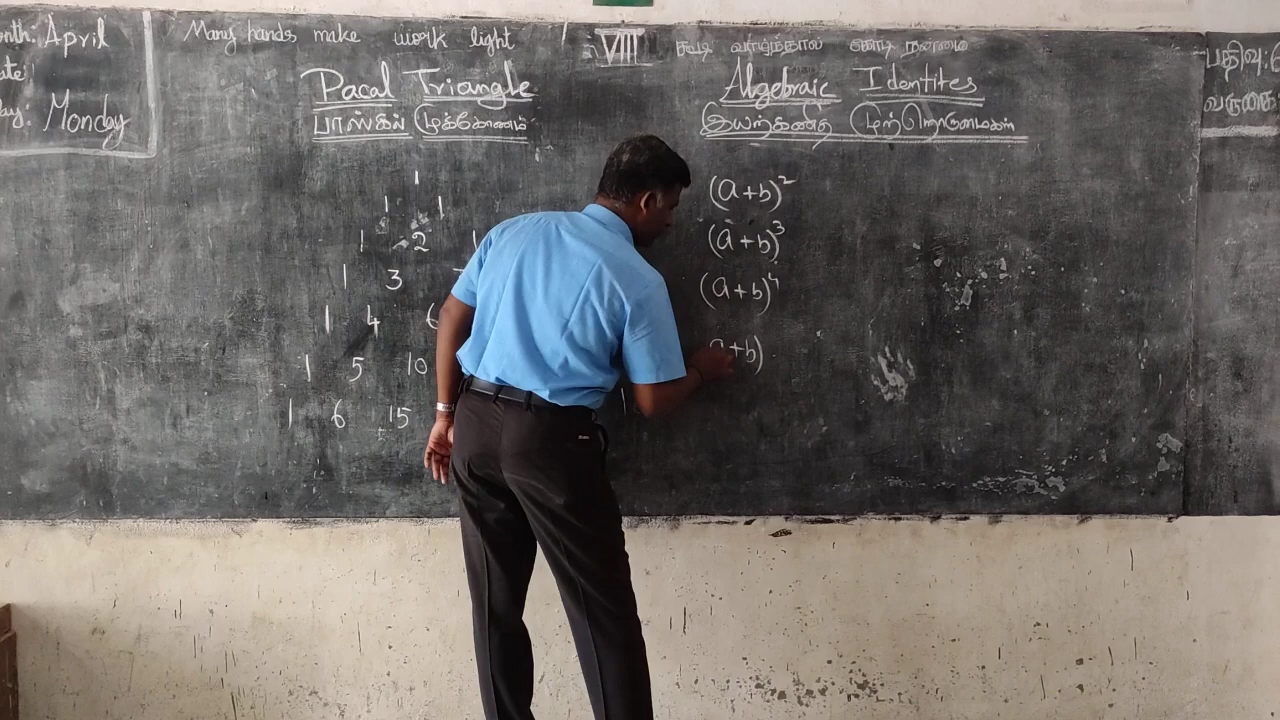 nth: April
ate:
ay: Monday
Many hands make work light
VIII
கூடி வாழ்ந்தால் கோடி நன்மை
Pacal Triangle
பாஸ்கல் முக்கோணம்
1
1 1
1 2 1
1 3
1 4 6
1 5 10
1 6 15
Algebraic Identites
இயற்கணித முற்றொருமைகள்
(a+b)²
(a+b)³
(a+b)⁴
a+b)
பதிவு:
வருகை